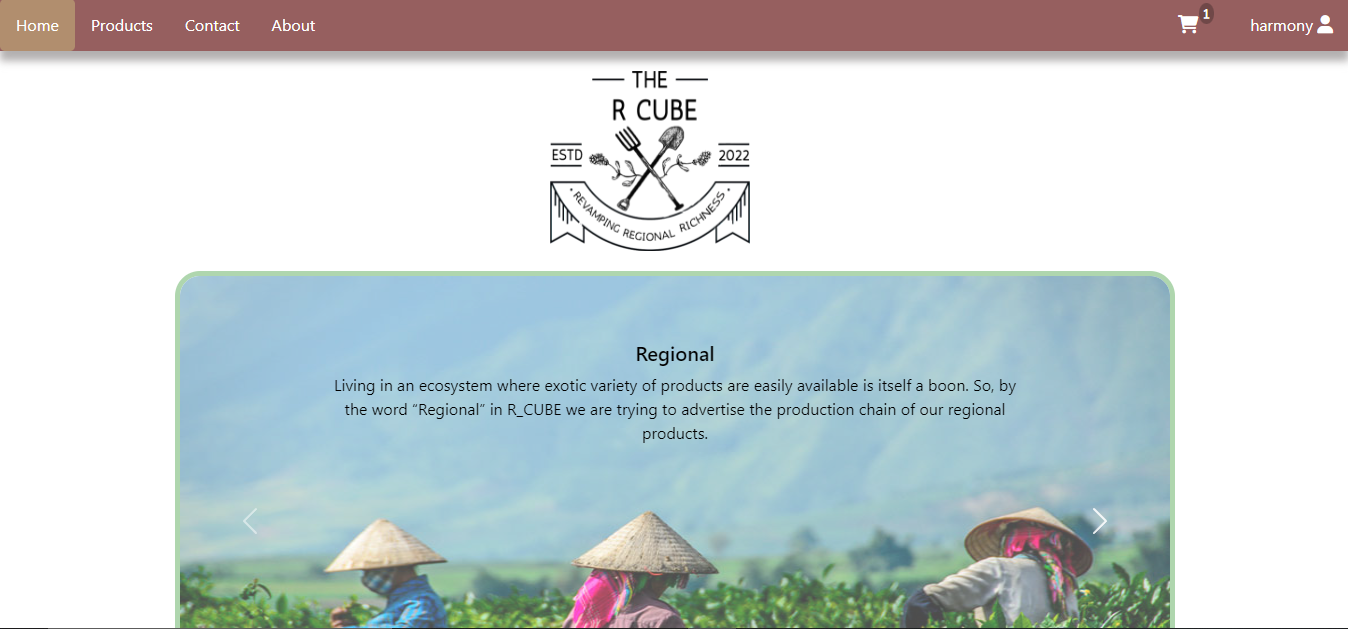 Home Products Contact About 1 harmony
THE
R CUBE
ESTD 2022
· REVAMPING REGIONAL RICHNESS ·
Regional
Living in an ecosystem where exotic variety of products are easily available is itself a boon. So, by
the word “Regional” in R_CUBE we are trying to advertise the production chain of our regional
products.